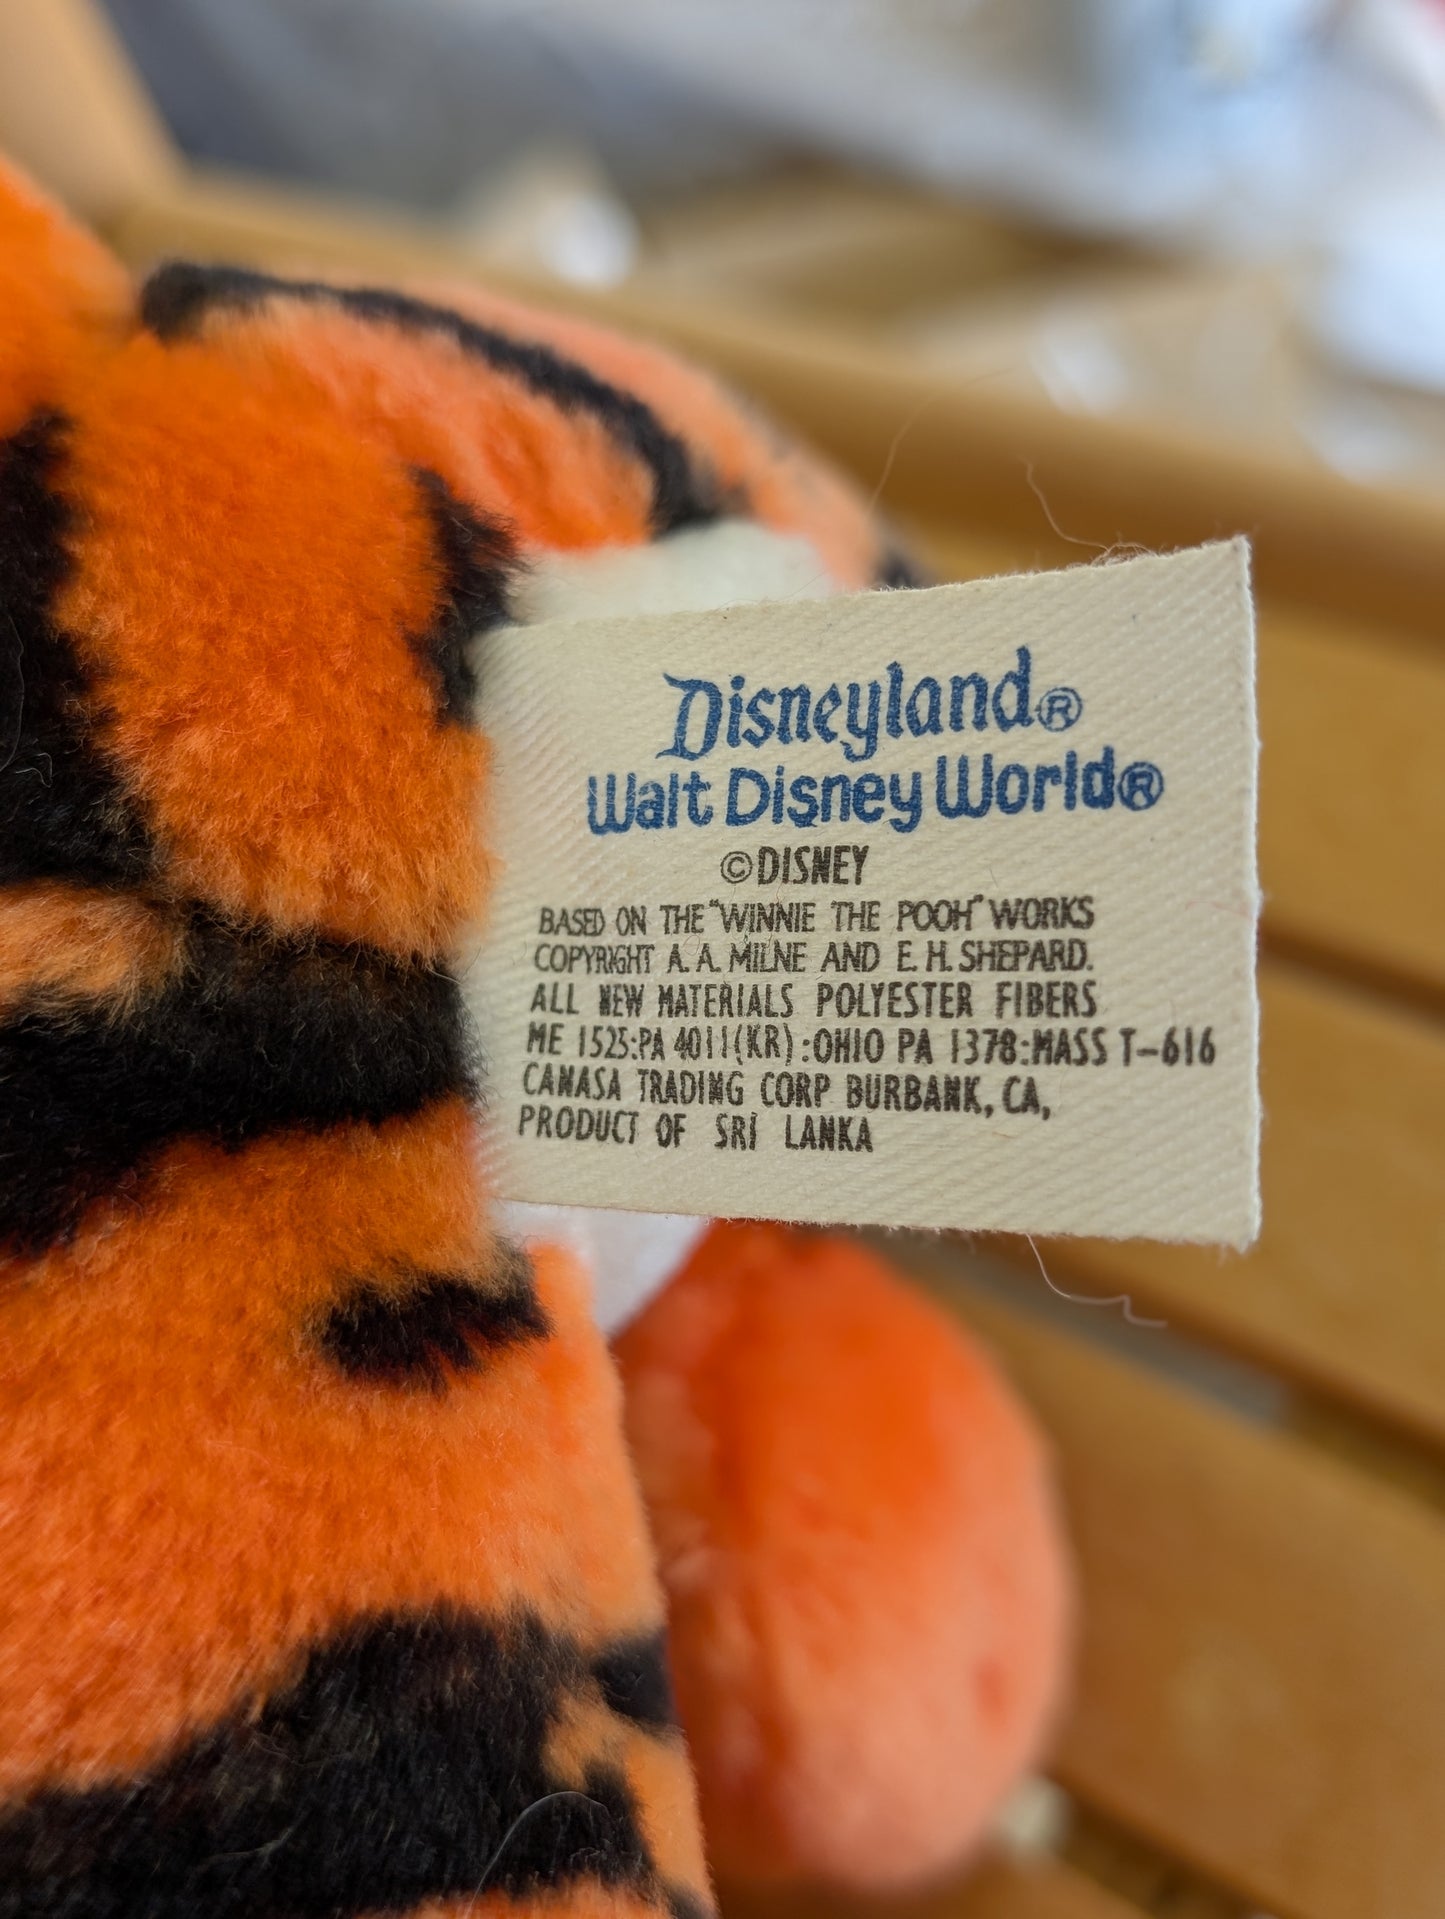 Disneyland®
Walt Disney World®
©DISNEY
BASED ON THE "WINNIE THE POOH" WORKS
COPYRIGHT A. A. MILNE AND E. H. SHEPARD.
ALL NEW MATERIALS POLYESTER FIBERS
ME 1525:PA 4011(KR):OHIO PA 1378:MASS T-616
CANASA TRADING CORP BURBANK, CA,
PRODUCT OF SRI LANKA